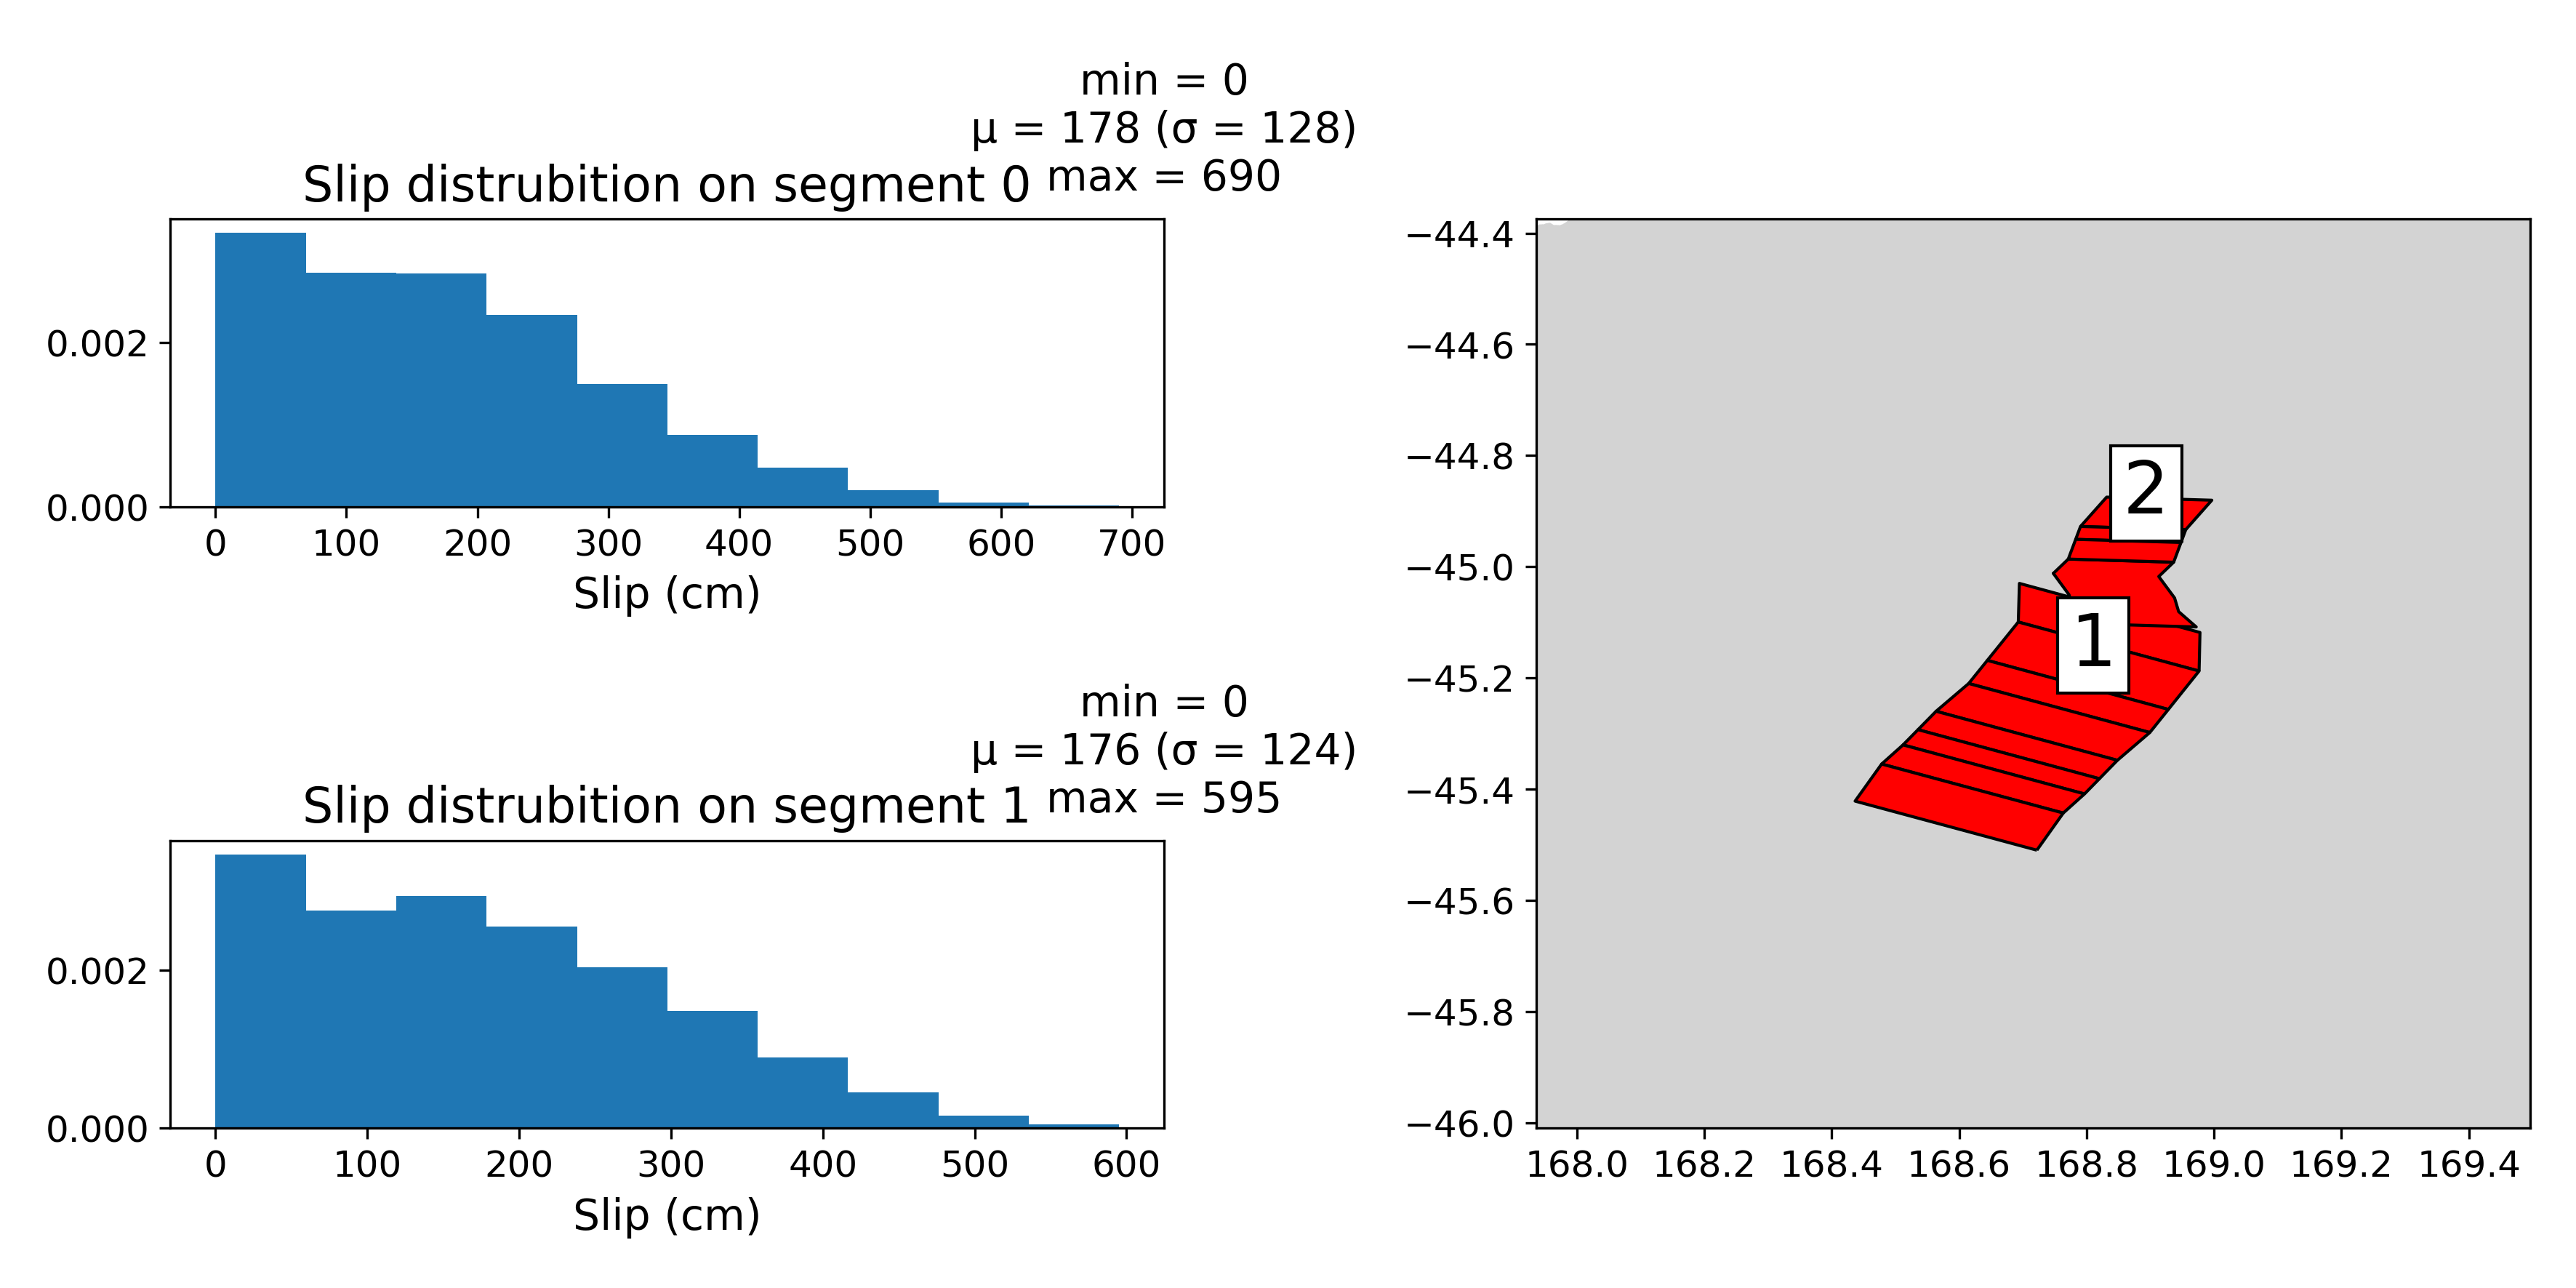 min = 0
μ = 178 (σ = 128)
max = 690
Slip distrubition on segment 0
0.002
0.000
0 100 200 300 400 500 600 700
Slip (cm)
min = 0
μ = 176 (σ = 124)
max = 595
Slip distrubition on segment 1
0.002
0.000
0 100 200 300 400 500 600
Slip (cm)
−44.4
−44.6
−44.8
−45.0
−45.2
−45.4
−45.6
−45.8
−46.0
2
1
168.0 168.2 168.4 168.6 168.8 169.0 169.2 169.4